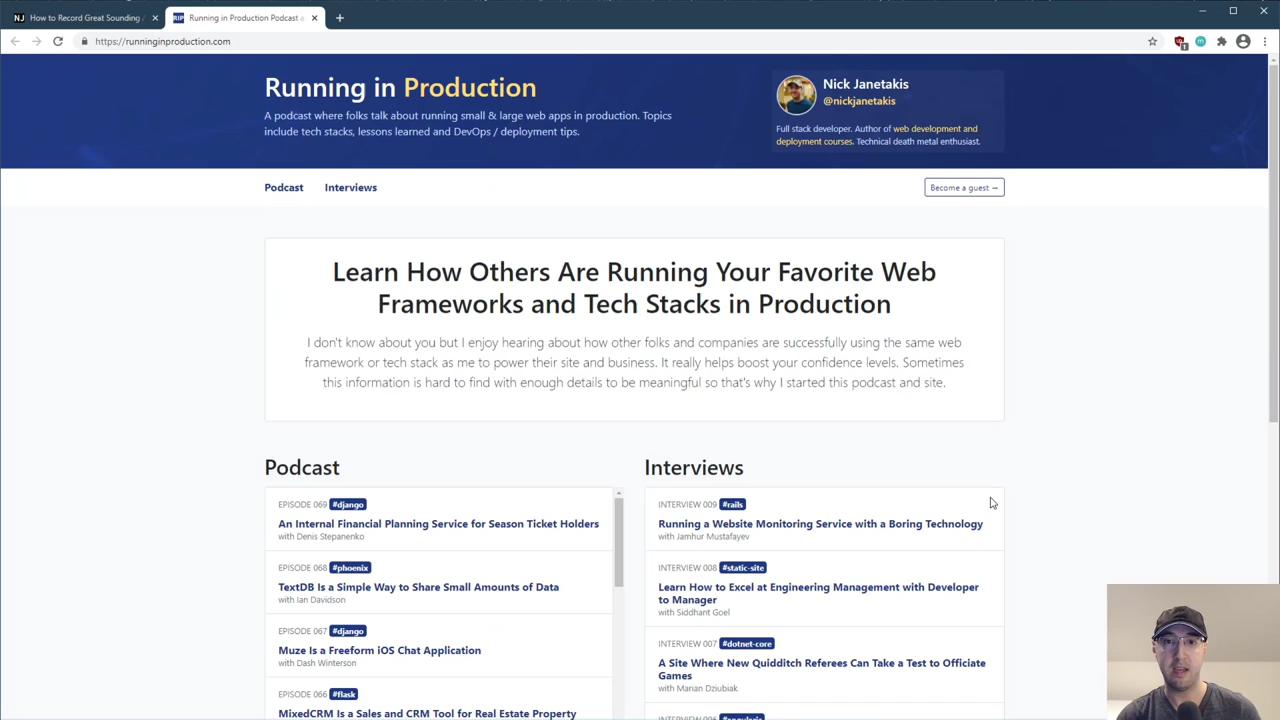 NJ How to Record Great Sounding
RIP Running in Production Podcast a
https://runninginproduction.com
1
Running in Production
A podcast where folks talk about running small & large web apps in production. Topics
include tech stacks, lessons learned and DevOps / deployment tips.
Nick Janetakis
@nickjanetakis
Full stack developer. Author of web development and
deployment courses. Technical death metal enthusiast.
Podcast Interviews
Become a guest →
Learn How Others Are Running Your Favorite Web
Frameworks and Tech Stacks in Production
I don't know about you but I enjoy hearing about how other folks and companies are successfully using the same web
framework or tech stack as me to power their site and business. It really helps boost your confidence levels. Sometimes
this information is hard to find with enough details to be meaningful so that's why I started this podcast and site.
Podcast
EPISODE 069 #django
An Internal Financial Planning Service for Season Ticket Holders
with Denis Stepanenko
EPISODE 068 #phoenix
TextDB Is a Simple Way to Share Small Amounts of Data
with Ian Davidson
EPISODE 067 #django
Muze Is a Freeform iOS Chat Application
with Dash Winterson
EPISODE 066 #flask
MixedCRM Is a Sales and CRM Tool for Real Estate Property
Interviews
INTERVIEW 009 #rails
Running a Website Monitoring Service with a Boring Technology
with Jamhur Mustafayev
INTERVIEW 008 #static-site
Learn How to Excel at Engineering Management with Developer
to Manager
with Siddhant Goel
INTERVIEW 007 #dotnet-core
A Site Where New Quidditch Referees Can Take a Test to Officiate
Games
with Marian Dziubiak